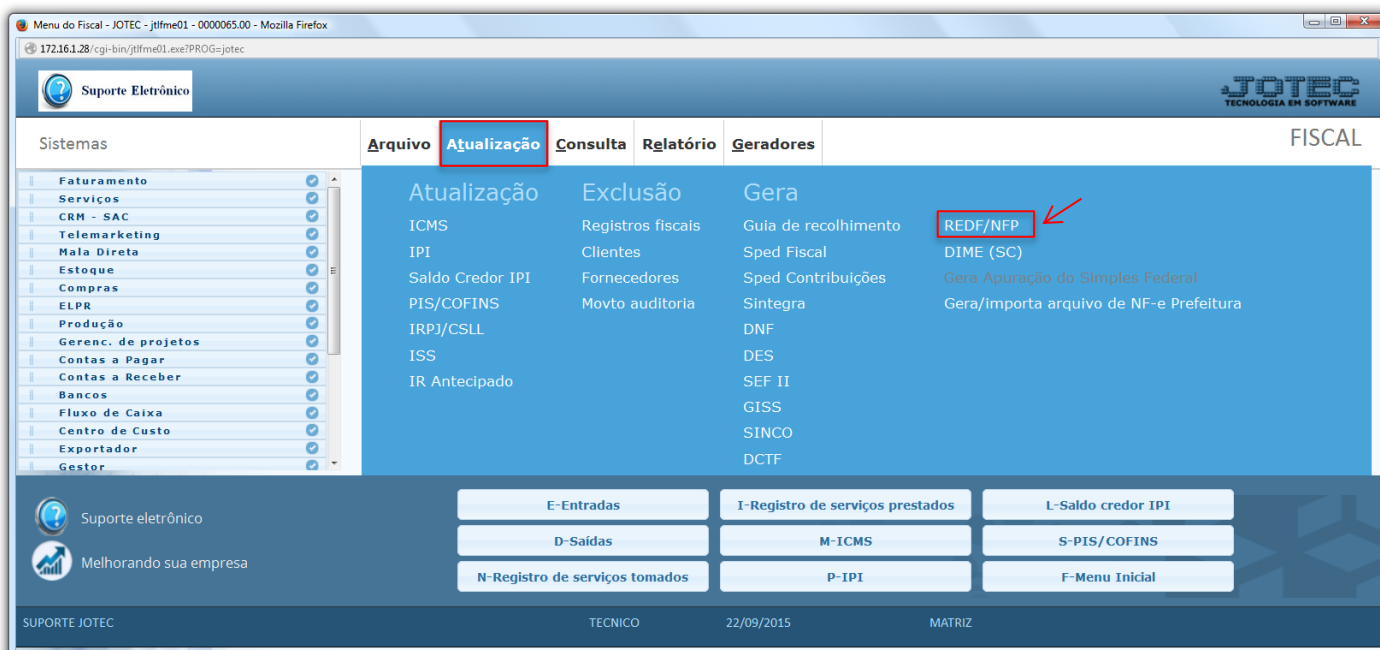 Menu do Fiscal - JOTEC - jtlfme01 - 0000065.00 - Mozilla Firefox
172.16.1.28/cgi-bin/jtlfme01.exe?PROG=jotec
Suporte Eletrônico
JOTEC
TECNOLOGIA EM SOFTWARE
Sistemas
Arquivo Atualização Consulta Relatório Geradores
FISCAL
Faturamento
Serviços
CRM - SAC
Telemarketing
Mala Direta
Estoque
Compras
ELPR
Produção
Gerenc. de projetos
Contas a Pagar
Contas a Receber
Bancos
Fluxo de Caixa
Centro de Custo
Exportador
Gestor
Atualização
ICMS
IPI
Saldo Credor IPI
PIS/COFINS
IRPJ/CSLL
ISS
IR Antecipado
Exclusão
Registros fiscais
Clientes
Fornecedores
Movto auditoria
Gera
Guia de recolhimento
Sped Fiscal
Sped Contribuições
Sintegra
DNF
DES
SEF II
GISS
SINCO
DCTF
REDF/NFP
DIME (SC)
Gera Apuração do Simples Federal
Gera/importa arquivo de NF-e Prefeitura
Suporte eletrônico
Melhorando sua empresa
E-Entradas
I-Registro de serviços prestados
L-Saldo credor IPI
D-Saídas
M-ICMS
S-PIS/COFINS
N-Registro de serviços tomados
P-IPI
F-Menu Inicial
SUPORTE JOTEC TECNICO 22/09/2015 MATRIZ